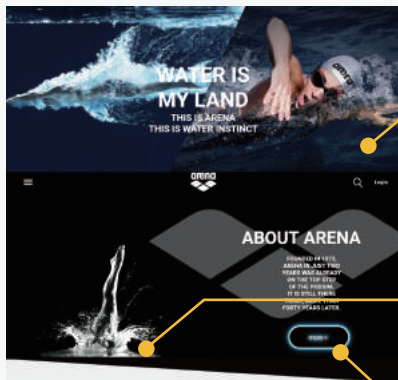 arena
WATER IS
MY LAND
THIS IS ARENA
THIS IS WATER INSTINCT
arena
Login
ABOUT ARENA
FOUNDED IN 1973,
ARENA IN JUST TWO
YEARS WAS ALREADY
ON THE TOP STEP
OF THE PODIUM.
IT IS STILL THERE
FORTY YEARS LATER.
more +